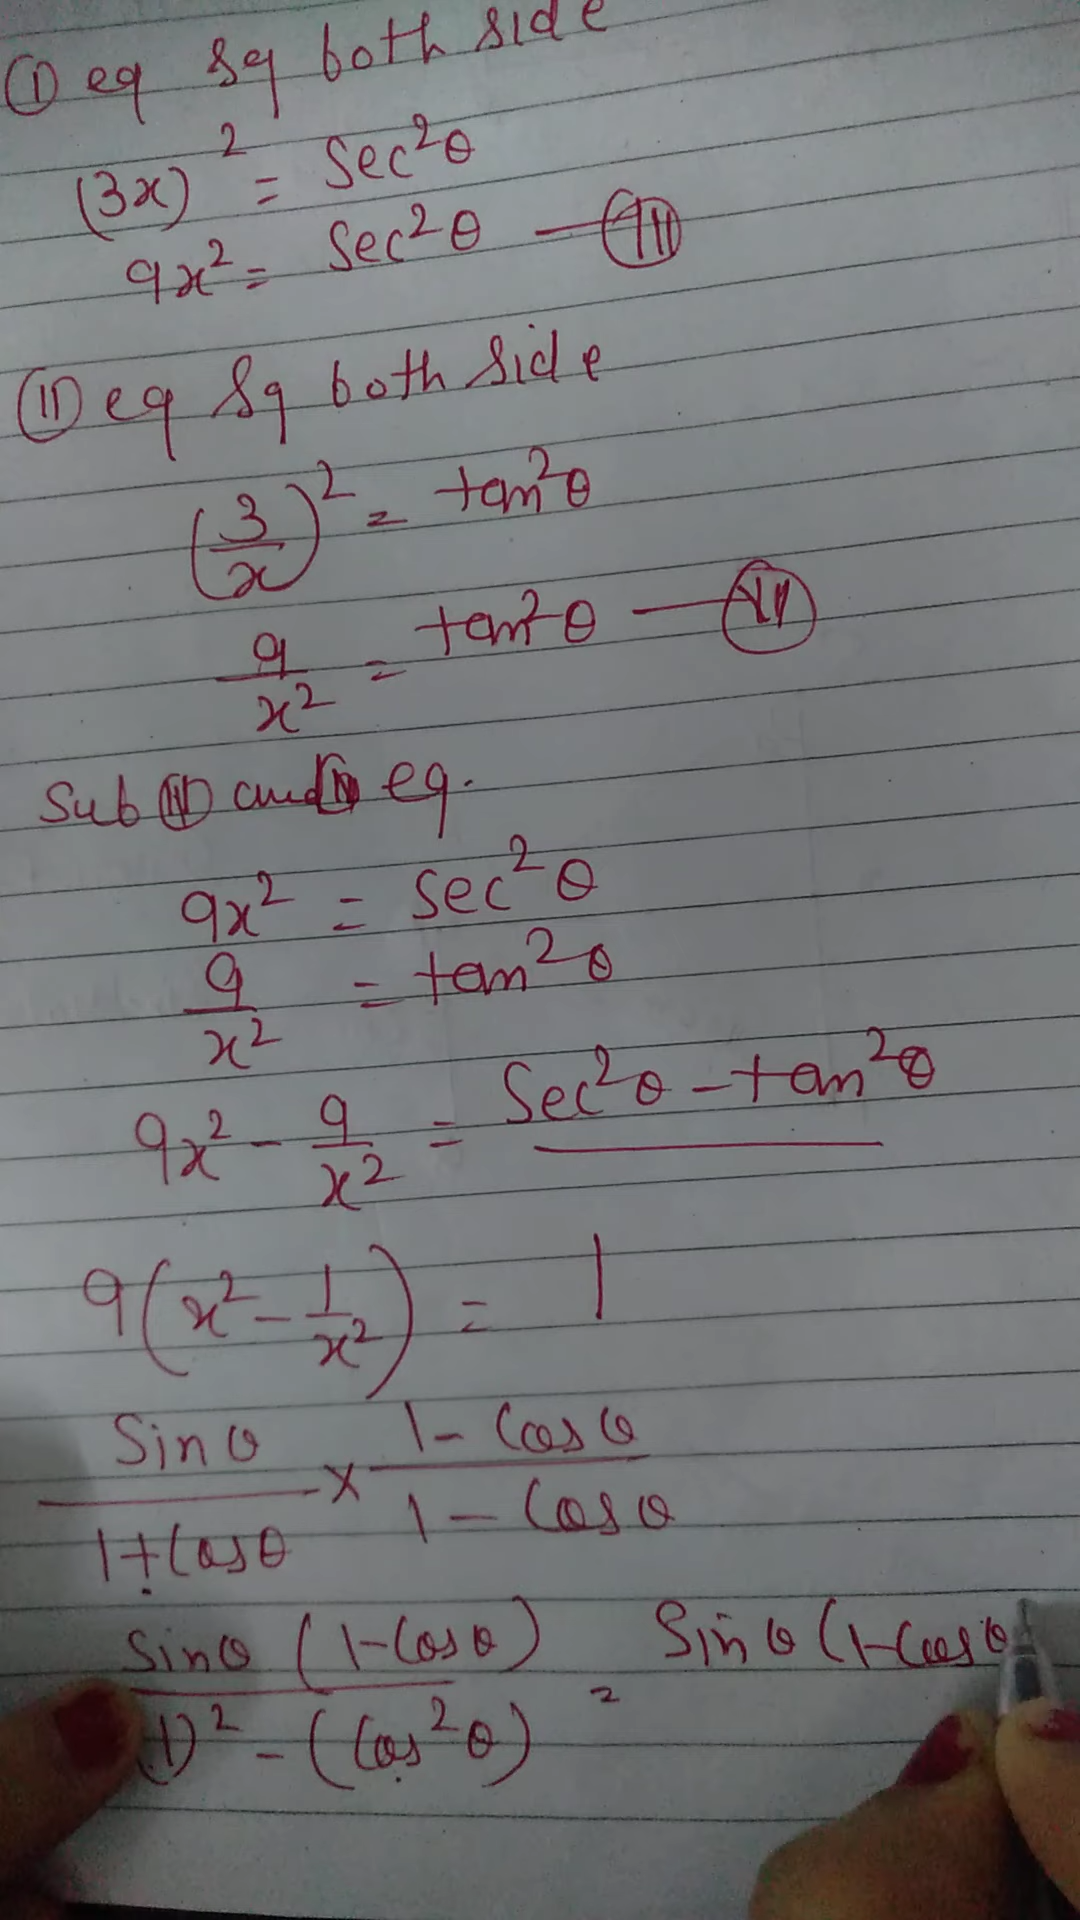 (I) eq Sq both side
(3x)² = Sec²θ
9x² = Sec²θ — (III)
(II) eq Sq both Side
(3/x)² = tan²θ
9/x² = tan²θ — (IV)
Sub (III) and (IV) eq.
9x² = Sec²θ
9/x² = tan²θ
9x² - 9/x² = Sec²θ - tan²θ
9(x² - 1/x²) = 1
Sinθ/1+Cosθ × 1-Cosθ/1-Cosθ
Sinθ (1-Cosθ)/(1)² - (Cos²θ) = Sinθ (1-Cosθ